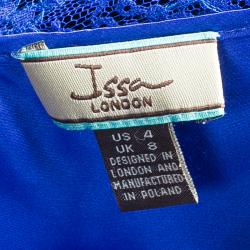 Issa
LONDON
US 4
UK 8
DESIGNED IN
LONDON AND
MANUFACTURED
IN POLAND